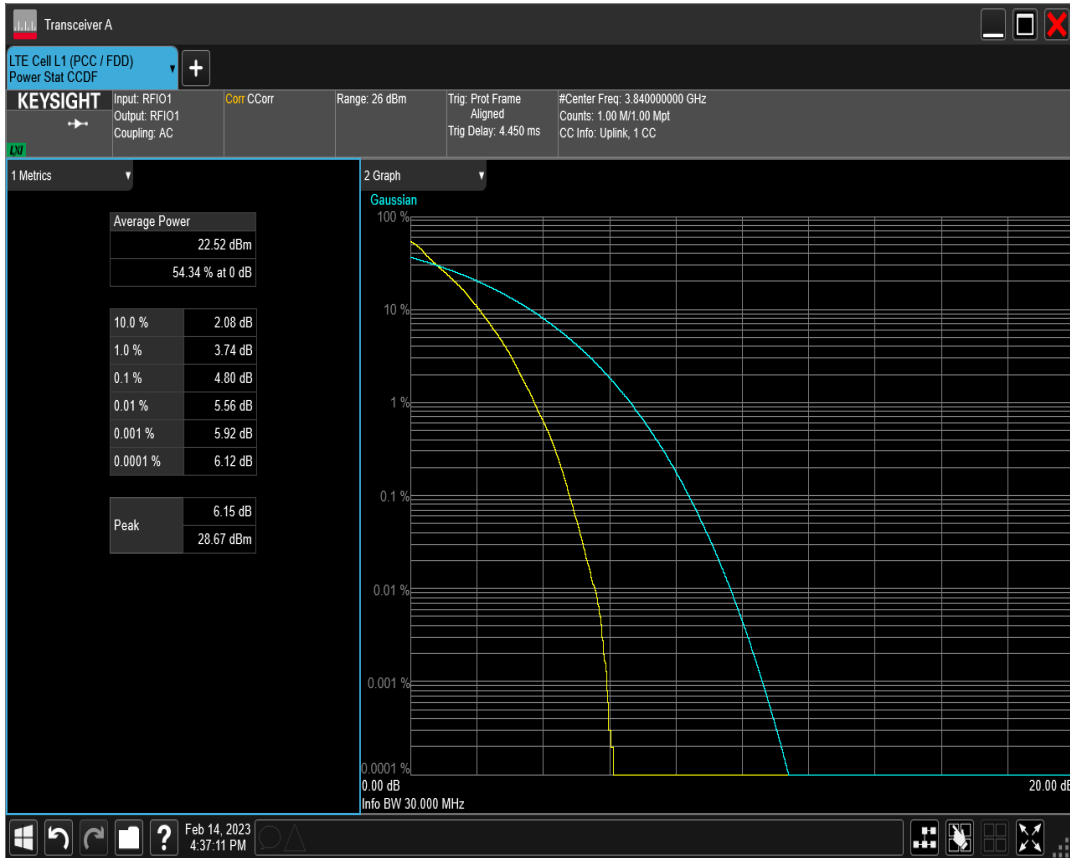 Transceiver A
LTE Cell L1 (PCC / FDD)
Power Stat CCDF
+
KEYSIGHT
LXI
Input: RFIO1
Output: RFIO1
Coupling: AC
Corr CCorr
Range: 26 dBm
Trig: Prot Frame
Aligned
Trig Delay: 4.450 ms
#Center Freq: 3.840000000 GHz
Counts: 1.00 M/1.00 Mpt
CC Info: Uplink, 1 CC
1 Metrics
Average Power
22.52 dBm
54.34 % at 0 dB
10.0 % 2.08 dB
1.0 % 3.74 dB
0.1 % 4.80 dB
0.01 % 5.56 dB
0.001 % 5.92 dB
0.0001 % 6.12 dB
Peak
6.15 dB
28.67 dBm
2 Graph
Gaussian
100 %
10 %
1 %
0.1 %
0.01 %
0.001 %
0.0001 %
0.00 dB 20.00 dB
Info BW 30.000 MHz
?
Feb 14, 2023
4:37:11 PM